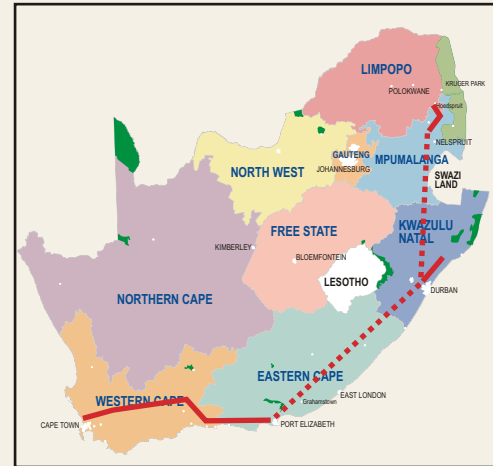 LIMPOPO
POLOKWANE
KRUGER PARK
Hoedspruit
NELSPRUIT
GAUTENG
JOHANNESBURG
MPUMALANGA
NORTH WEST
SWAZI
LAND
FREE STATE
KWAZULU
NATAL
KIMBERLEY
BLOEMFONTEIN
LESOTHO
DURBAN
NORTHERN CAPE
EASTERN CAPE
WESTERN CAPE
EAST LONDON
Grahamstown
CAPE TOWN
PORT ELIZABETH